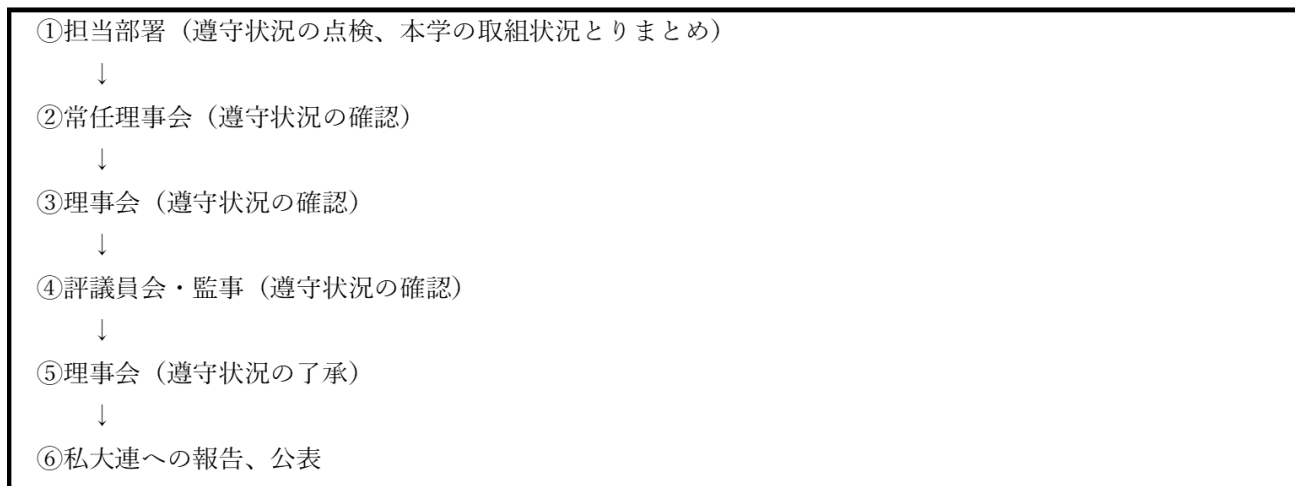 ①担当部署（遵守状況の点検、本学の取組状況とりまとめ）
↓
②常任理事会（遵守状況の確認）
↓
③理事会（遵守状況の確認）
↓
④評議員会・監事（遵守状況の確認）
↓
⑤理事会（遵守状況の了承）
↓
⑥私大連への報告、公表